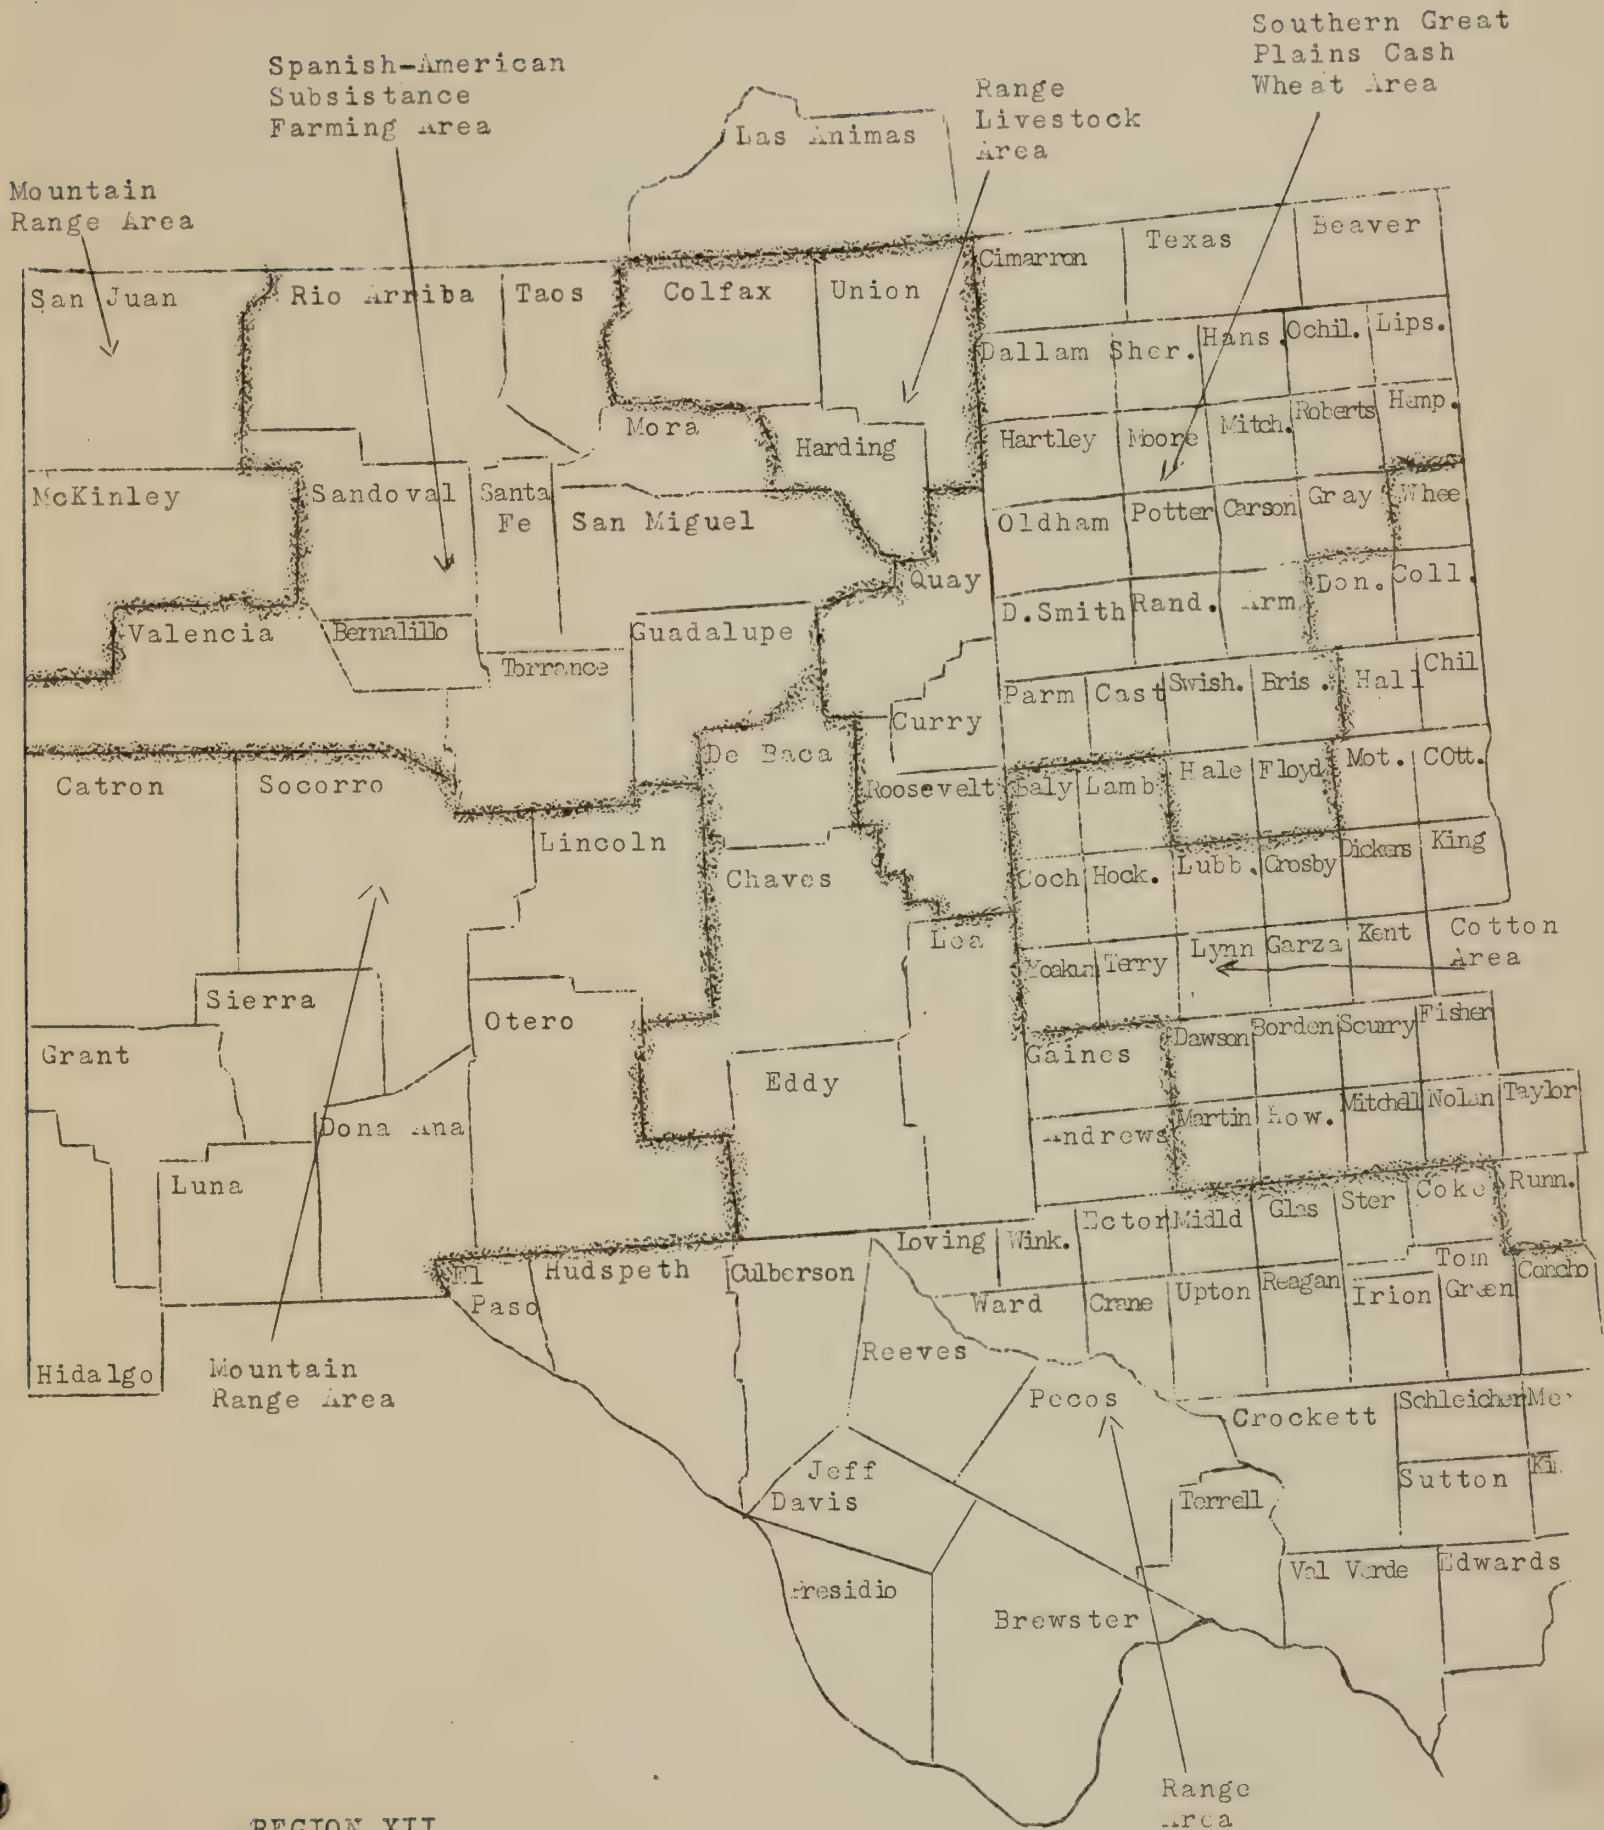 Southern Great
Plains Cash
Wheat Area
Spanish-American
Subsistance
Farming Area
Range
Livestock
Area
Mountain
Range Area
Las Animas
Cimarron
Texas
Beaver
San Juan
Rio Arriba
Taos
Colfax
Union
Dallam
Sher.
Hans.
Ochil.
Lips.
Mora
Harding
Hartley
Moore
Mitch.
Roberts
Hemp.
McKinley
Sandoval
Santa
Fe
San Miguel
Oldham
Potter
Carson
Gray
Whee
Quay
D.Smith
Rand.
Arm
Don.
Coll.
Valencia
Bernalillo
Guadalupe
Torrance
Parm
Cast
Swish.
Bris.
Hall
Chil
Curry
De Baca
Catron
Socorro
Roosevelt
Baly
Lamb
Hale
Floyd
Mot.
COtt.
Lincoln
Chaves
Coch
Hock.
Lubb.
Crosby
Dickens
King
Lea
Yoakum
Terry
Lynn
Garza
Kent
Cotton
Area
Sierra
Otero
Grant
Gaines
Dawson
Borden
Scurry
Fisher
Eddy
Dona Ana
Andrews
Martin
How.
Mitchell
Nolan
Taylor
Luna
Ector
Midld
Glas
Ster
Coke
Runn.
Loving
Wink.
El
Paso
Hudspeth
Culberson
Ward
Crane
Upton
Reagan
Irion
Tom
Green
Concho
Hidalgo
Mountain
Range Area
Reeves
Pecos
Crockett
Schleicher
Me
Jeff
Davis
Terrell
Sutton
Kim
Presidio
Brewster
Val Verde
Edwards
Range
Area
REGION XII